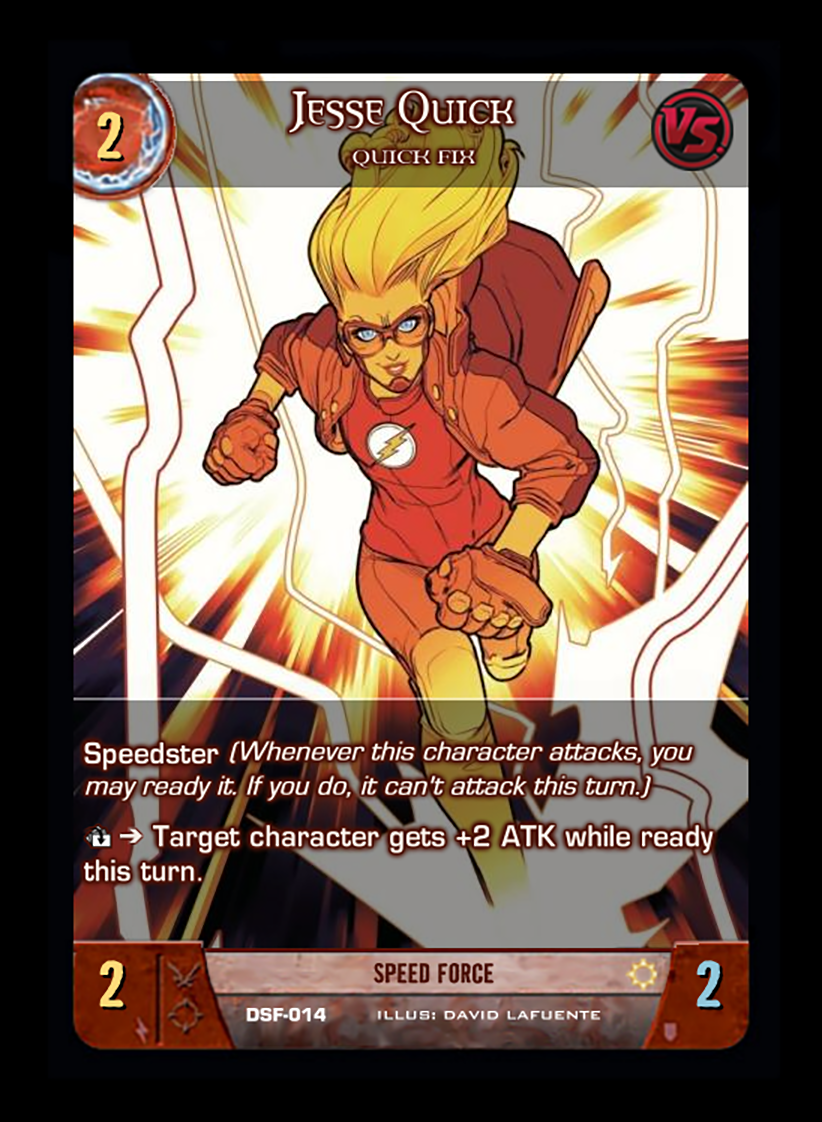 2
Jesse Quick
VS.
QUICK FIX
Speedster (Whenever this character attacks, you
may ready it. If you do, it can't attack this turn.)
➔ Target character gets +2 ATK while ready
this turn.
2
SPEED FORCE
2
DSF-014 ILLUS: DAVID LAFUENTE